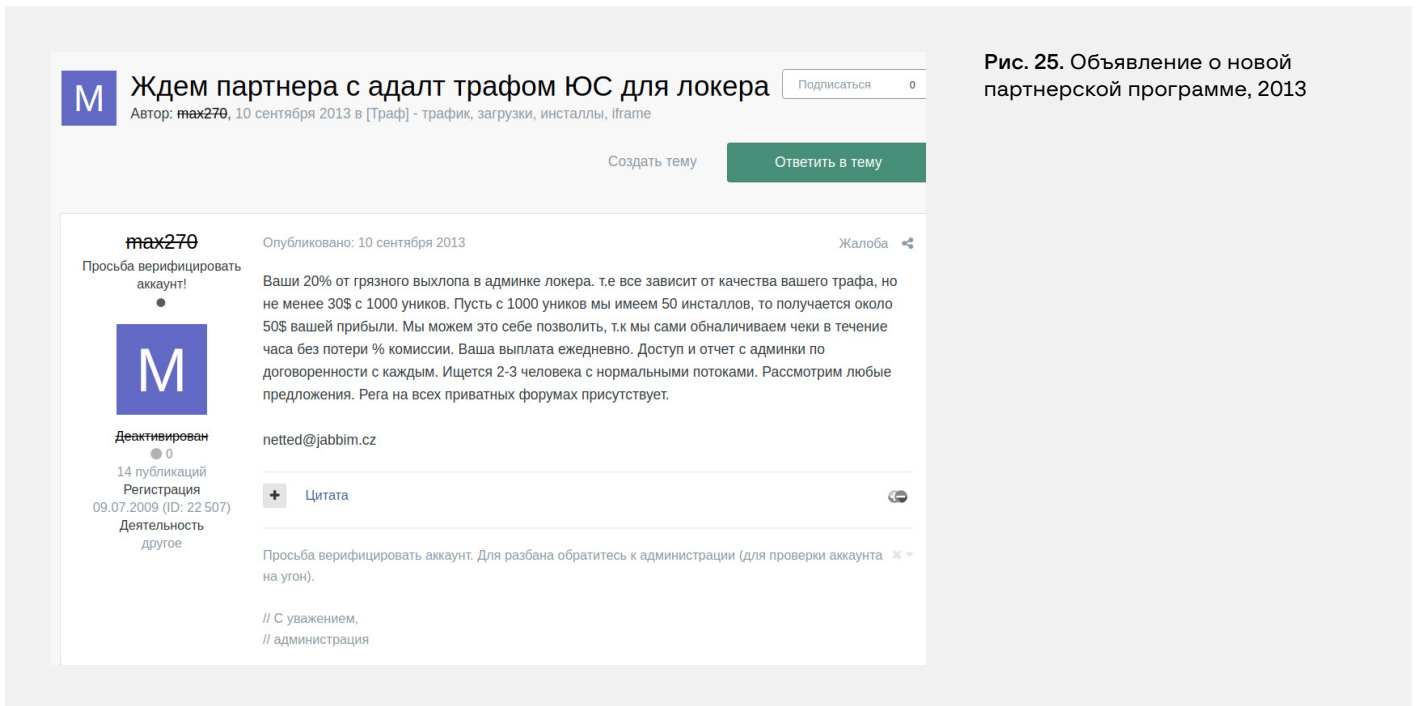 М
Ждем партнера с адалт трафом ЮС для локера
Подписаться 0
Автор: max270, 10 сентября 2013 в [Траф] - трафик, загрузки, инсталлы, iframe
Создать тему
Ответить в тему
max270
Просьба верифицировать
аккаунт!
М
Деактивирован
0
14 публикаций
Регистрация
09.07.2009 (ID: 22 507)
Деятельность
другое
Опубликовано: 10 сентября 2013
Жалоба
Ваши 20% от грязного выхлопа в админке локера. т.е все зависит от качества вашего трафа, но
не менее 30$ с 1000 уников. Пусть с 1000 уников мы имеем 50 инсталлов, то получается около
50$ вашей прибыли. Мы можем это себе позволить, т.к мы сами обналичиваем чеки в течение
часа без потери % комиссии. Ваша выплата ежедневно. Доступ и отчет с админки по
договоренности с каждым. Ищется 2-3 человека с нормальными потоками. Рассмотрим любые
предложения. Рега на всех приватных форумах присутствует.
netted@jabbim.cz
+ Цитата
Просьба верифицировать аккаунт. Для разбана обратитесь к администрации (для проверки аккаунта
на угон).
// С уважением,
// администрация
Рис. 25. Объявление о новой
партнерской программе, 2013